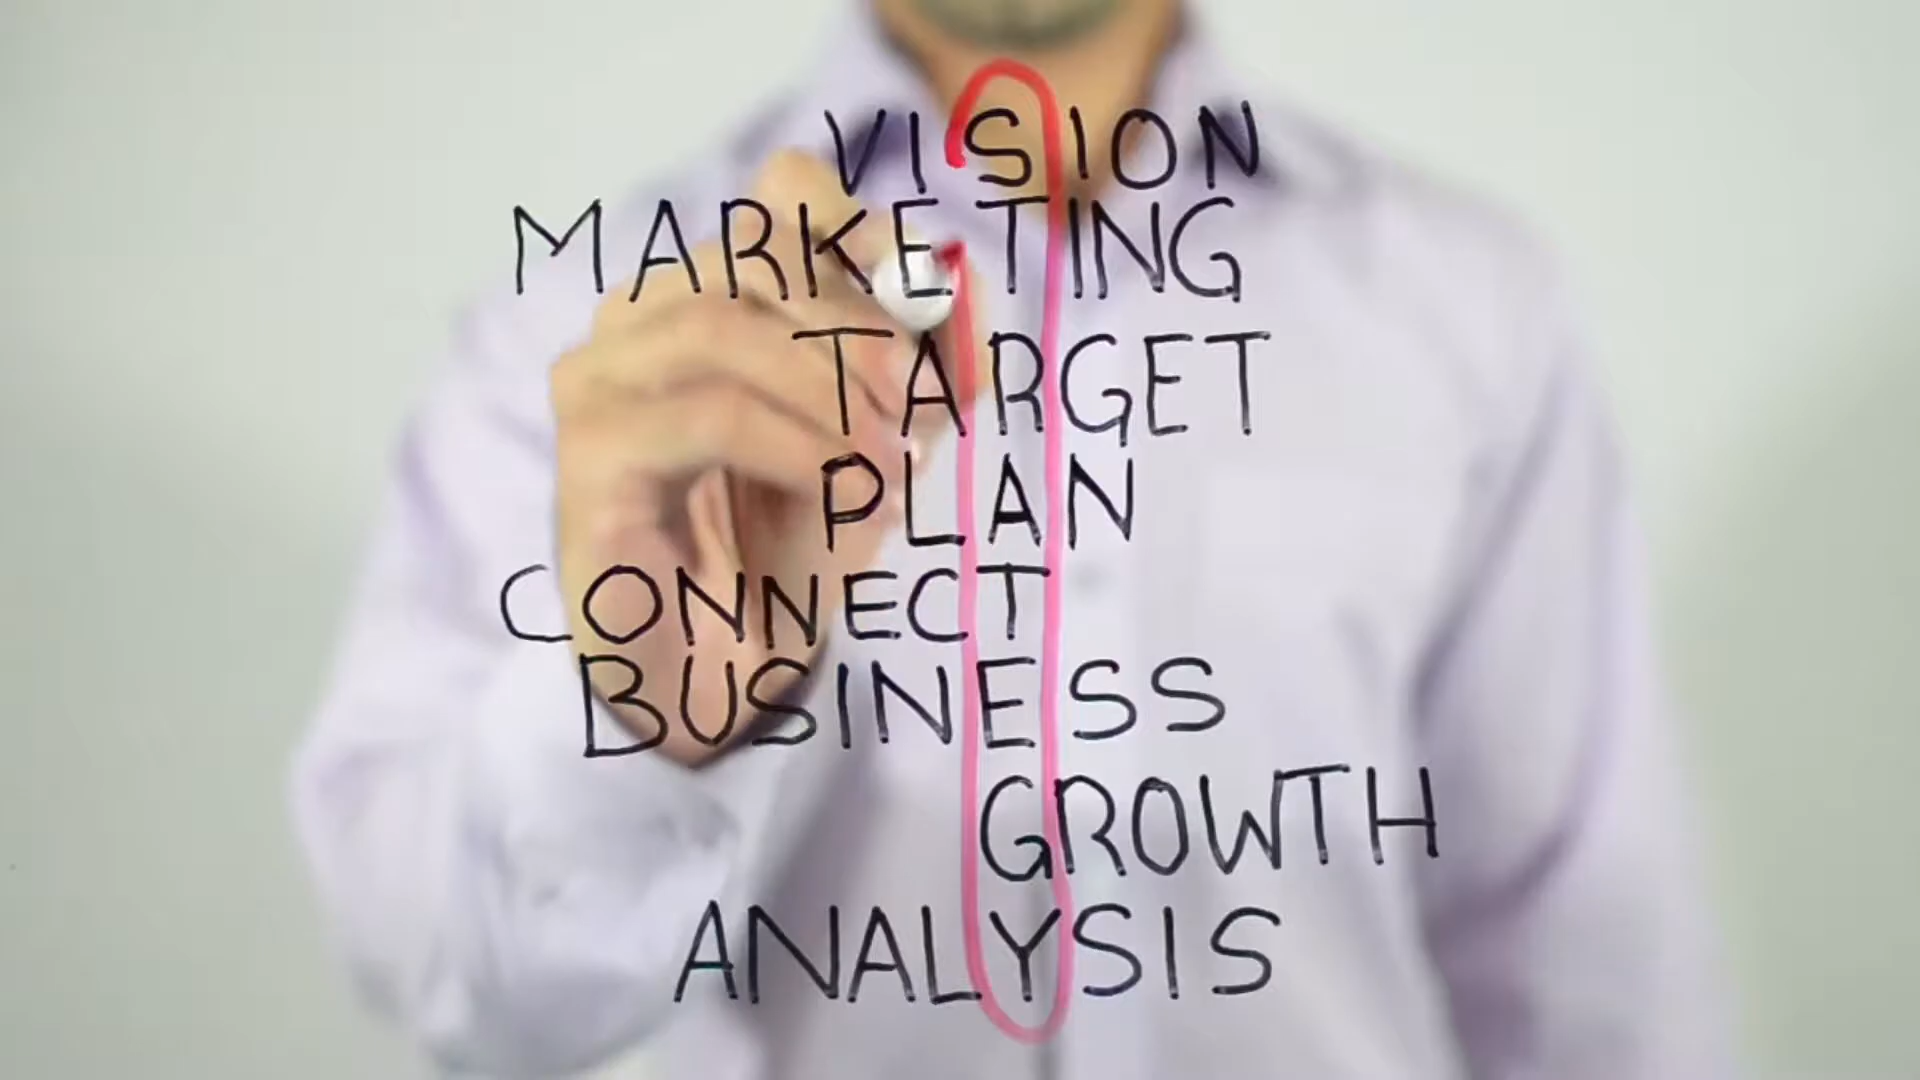 VISION
MARKETING
TARGET
PLAN
CONNECT
BUSINESS
GROWTH
ANALYSIS